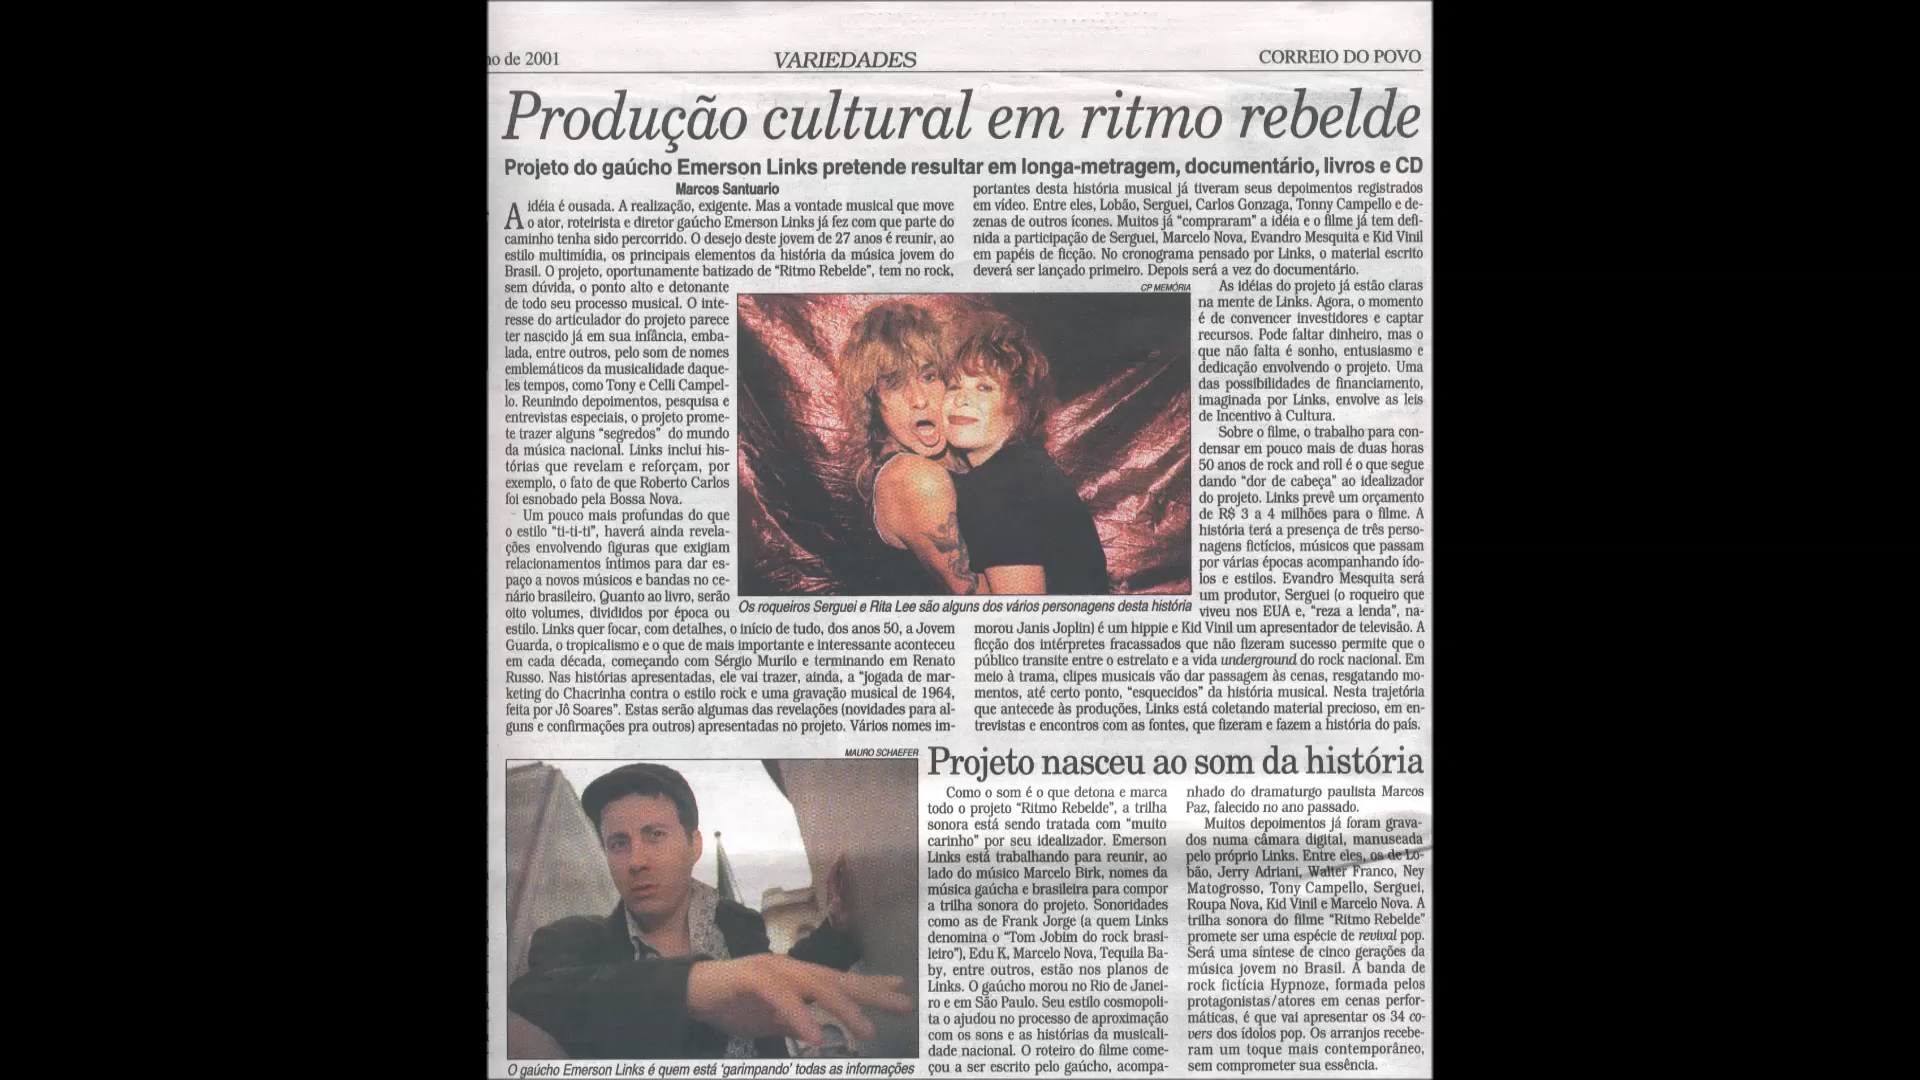 o de 2001
VARIEDADES
CORREIO DO POVO
Produção cultural em ritmo rebelde
Projeto do gaúcho Emerson Links pretende resultar em longa-metragem, documentário, livros e CD
Marcos Santuario
A idéia é ousada. A realização, exigente. Mas a vontade musical que move
o ator, roteirista e diretor gaúcho Emerson Links já fez com que parte do
caminho tenha sido percorrido. O desejo deste jovem de 27 anos é reunir, ao
estilo multimídia, os principais elementos da história da música jovem do
Brasil. O projeto, oportunamente batizado de “Ritmo Rebelde”, tem no rock,
sem dúvida, o ponto alto e detonante
de todo seu processo musical. O inte-
resse do articulador do projeto parece
ter nascido já em sua infância, emba-
lada, entre outros, pelo som de nomes
emblemáticos da musicalidade daque-
les tempos, como Tony e Celli Campel-
lo. Reunindo depoimentos, pesquisa e
entrevistas especiais, o projeto prome-
te trazer alguns “segredos” do mundo
da música nacional. Links inclui his-
tórias que revelam e reforçam, por
exemplo, o fato de que Roberto Carlos
foi esnobado pela Bossa Nova.
Um pouco mais profundas do que
o estilo “ti-ti-ti”, haverá ainda revela-
ções envolvendo figuras que exigiam
relacionamentos íntimos para dar es-
paço a novos músicos e bandas no ce-
nário brasileiro. Quanto ao livro, serão
oito volumes, divididos por época ou
estilo. Links quer focar, com detalhes, o início de tudo, dos anos 50, a Jovem
Guarda, o tropicalismo e o que de mais importante e interessante aconteceu
em cada década, começando com Sérgio Murilo e terminando em Renato
Russo. Nas histórias apresentadas, ele vai trazer, ainda, a “jogada de mar-
keting do Chacrinha contra o estilo rock e uma gravação musical de 1964,
feita por Jô Soares”. Estas serão algumas das revelações (novidades para al-
guns e confirmações pra outros) apresentadas no projeto. Vários nomes im-
portantes desta história musical já tiveram seus depoimentos registrados
em vídeo. Entre eles, Lobão, Serguei, Carlos Gonzaga, Tonny Campello e de-
zenas de outros ícones. Muitos já “compraram” a idéia e o filme já tem defi-
nida a participação de Serguei, Marcelo Nova, Evandro Mesquita e Kid Vinil
em papéis de ficção. No cronograma pensado por Links, o material escrito
deverá ser lançado primeiro. Depois será a vez do documentário.
CP MEMÓRIA
As idéias do projeto já estão claras
na mente de Links. Agora, o momento
é de convencer investidores e captar
recursos. Pode faltar dinheiro, mas o
que não falta é sonho, entusiasmo e
dedicação envolvendo o projeto. Uma
das possibilidades de financiamento,
imaginada por Links, envolve as leis
de Incentivo à Cultura.
Sobre o filme, o trabalho para con-
densar em pouco mais de duas horas
50 anos de rock and roll é o que segue
dando “dor de cabeça” ao idealizador
do projeto. Links prevê um orçamento
de R$ 3 a 4 milhões para o filme. A
história terá a presença de três perso-
nagens fictícios, músicos que passam
por várias épocas acompanhando ído-
los e estilos. Evandro Mesquita será
um produtor, Serguei (o roqueiro que
viveu nos EUA e, “reza a lenda”, na-
morou Janis Joplin) é um hippie e Kid Vinil um apresentador de televisão. A
ficção dos intérpretes fracassados que não fizeram sucesso permite que o
público transite entre o estrelato e a vida underground do rock nacional. Em
meio à trama, clipes musicais vão dar passagem às cenas, resgatando mo-
mentos, até certo ponto, “esquecidos” da história musical. Nesta trajetória
que antecede às produções, Links está coletando material precioso, em en-
trevistas e encontros com as fontes, que fizeram e fazem a história do país.
Os roqueiros Serguei e Rita Lee são alguns dos vários personagens desta história
MAURO SCHAEFER
O gaúcho Emerson Links é quem está ‘garimpando’ todas as informações
Projeto nasceu ao som da história
Como o som é o que detona e marca
todo o projeto “Ritmo Rebelde”, a trilha
sonora está sendo tratada com “muito
carinho” por seu idealizador. Emerson
Links está trabalhando para reunir, ao
lado do músico Marcelo Birk, nomes da
música gaúcha e brasileira para compor
a trilha sonora do projeto. Sonoridades
como as de Frank Jorge (a quem Links
denomina o “Tom Jobim do rock brasi-
leiro”), Edu K, Marcelo Nova, Tequila Ba-
by, entre outros, estão nos planos de
Links. O gaúcho morou no Rio de Janei-
ro e em São Paulo. Seu estilo cosmopoli-
ta o ajudou no processo de aproximação
com os sons e as histórias da musicali-
dade nacional. O roteiro do filme come-
çou a ser escrito pelo gaúcho, acompa-
nhado do dramaturgo paulista Marcos
Paz, falecido no ano passado.
Muitos depoimentos já foram grava-
dos numa câmara digital, manuseada
pelo próprio Links. Entre eles, os de Lo-
bão, Jerry Adriani, Walter Franco, Ney
Matogrosso, Tony Campello, Serguei,
Roupa Nova, Kid Vinil e Marcelo Nova. A
trilha sonora do filme “Ritmo Rebelde”
promete ser uma espécie de revival pop.
Será uma síntese de cinco gerações da
música jovem no Brasil. A banda de
rock fictícia Hypnoze, formada pelos
protagonistas/atores em cenas perfor-
máticas, é que vai apresentar os 34 co-
vers dos ídolos pop. Os arranjos recebe-
ram um toque mais contemporâneo,
sem comprometer sua essência.